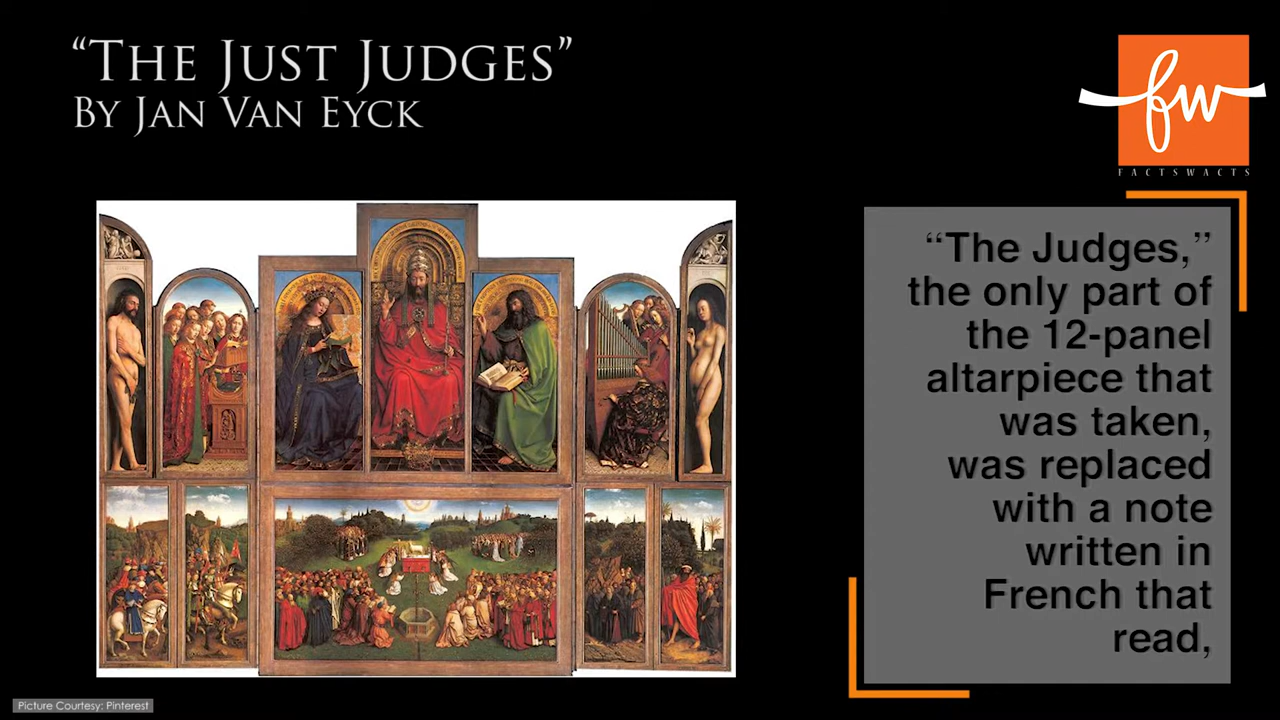 “The Just Judges”
By Jan Van Eyck
fw
FACTSWACTS
“The Judges,”
the only part of
the 12-panel
altarpiece that
was taken,
was replaced
with a note
written in
French that
read,
Picture Courtesy: Pinterest